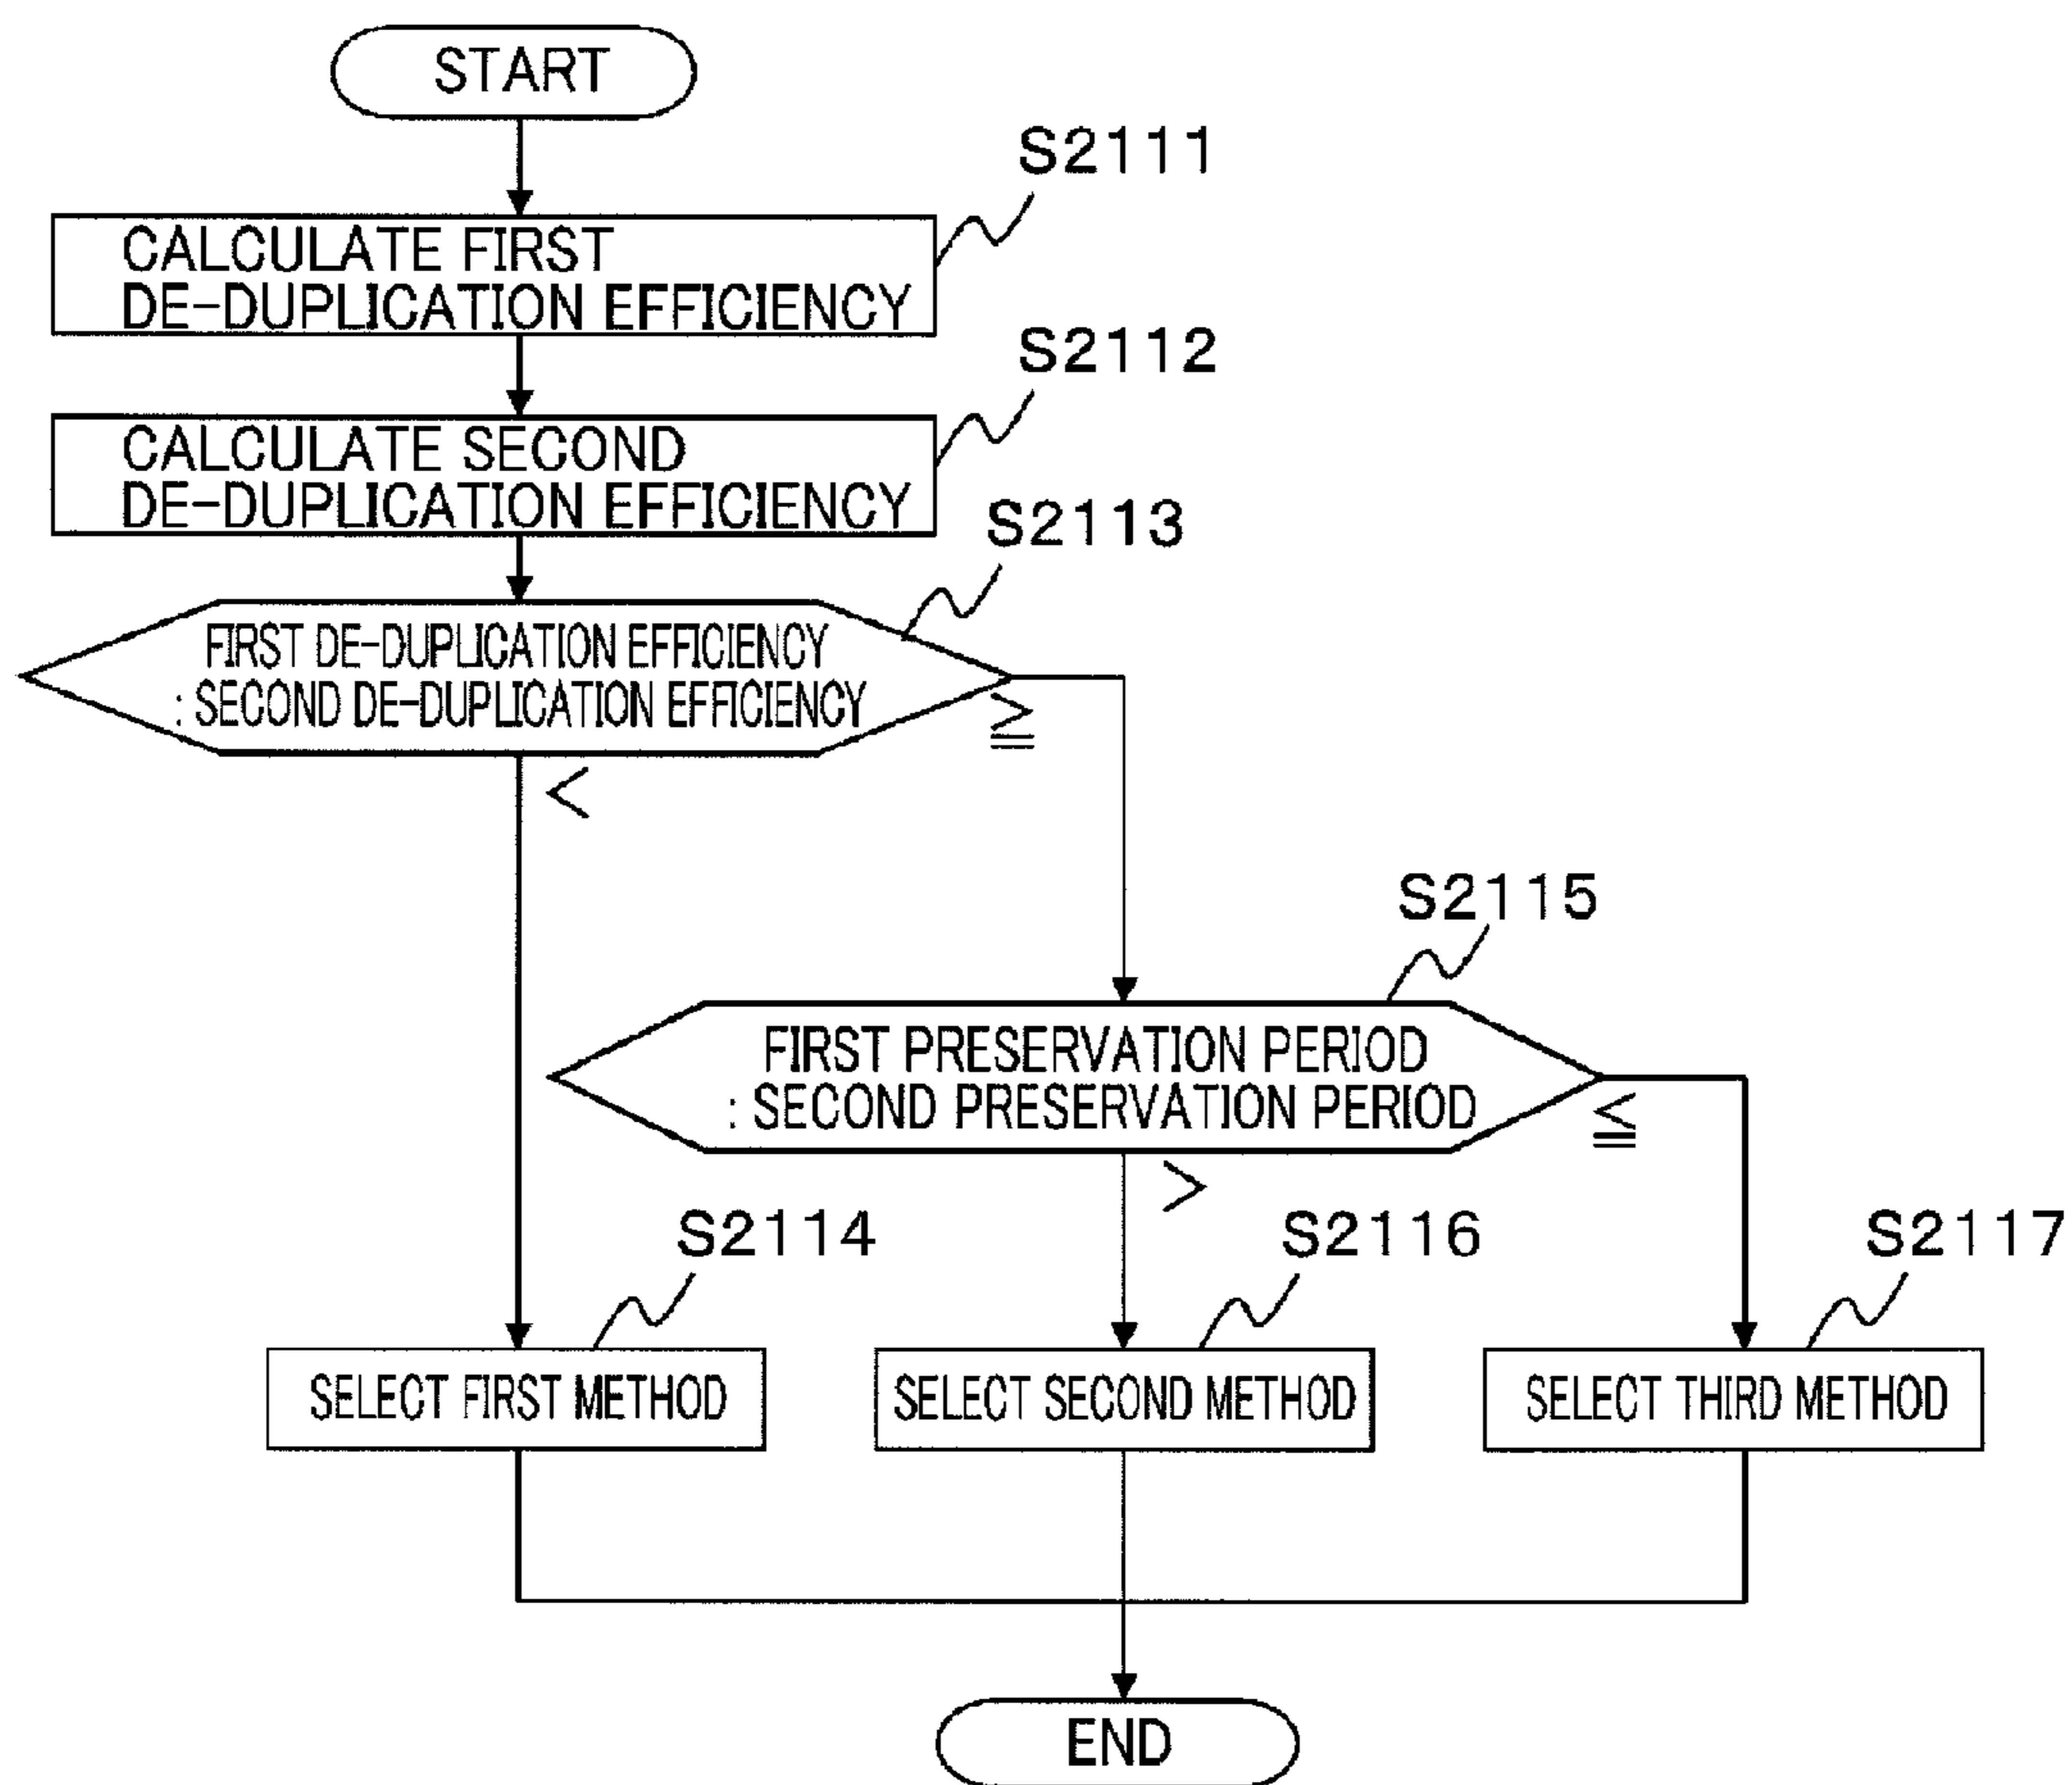 START
S2111
CALCULATE FIRST
DE-DUPLICATION EFFICIENCY
S2112
CALCULATE SECOND
DE-DUPLICATION EFFICIENCY
S2113
FIRST DE-DUPLICATION EFFICIENCY
: SECOND DE-DUPLICATION EFFICIENCY
≧
<
S2115
FIRST PRESERVATION PERIOD
: SECOND PRESERVATION PERIOD
≦
>
S2114
S2116
S2117
SELECT FIRST METHOD
SELECT SECOND METHOD
SELECT THIRD METHOD
END